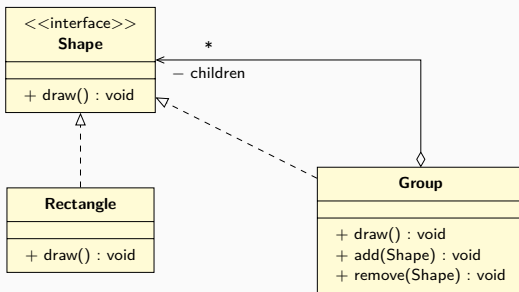 <<interface>>
Shape
+ draw() : void
*
− children
Rectangle
+ draw() : void
Group
+ draw() : void
+ add(Shape) : void
+ remove(Shape) : void